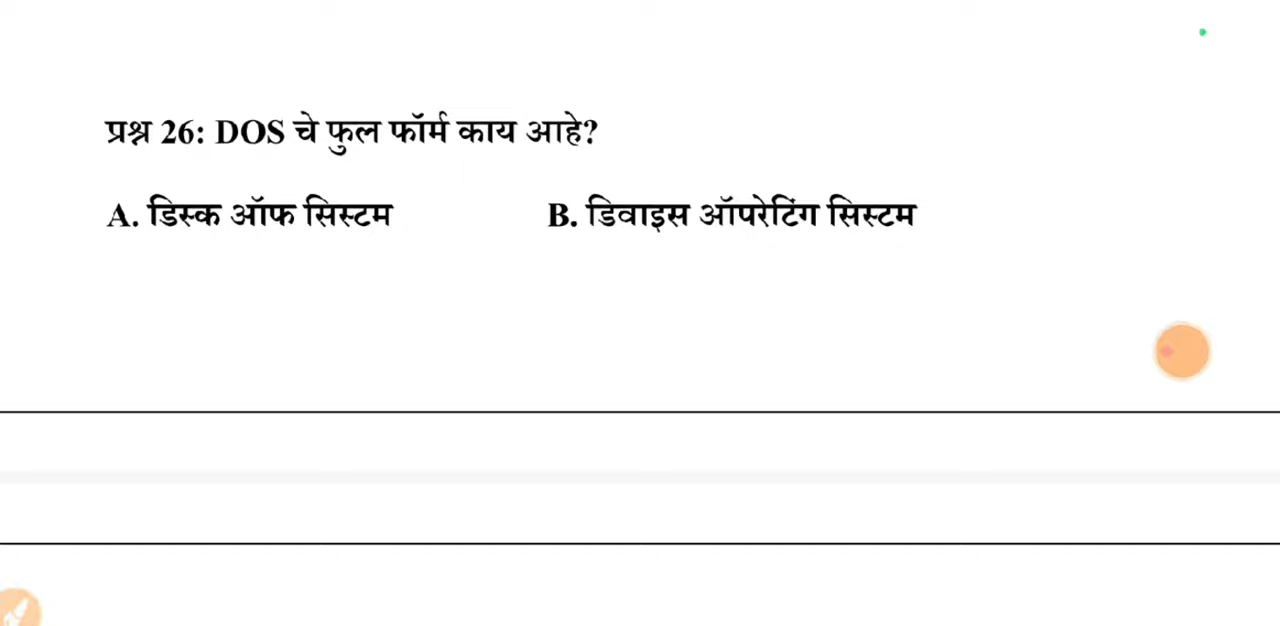 प्रश्न 26: DOS चे फुल फॉर्म काय आहे?
A. डिस्क ऑफ सिस्टम B. डिवाइस ऑपरेटिंग सिस्टम